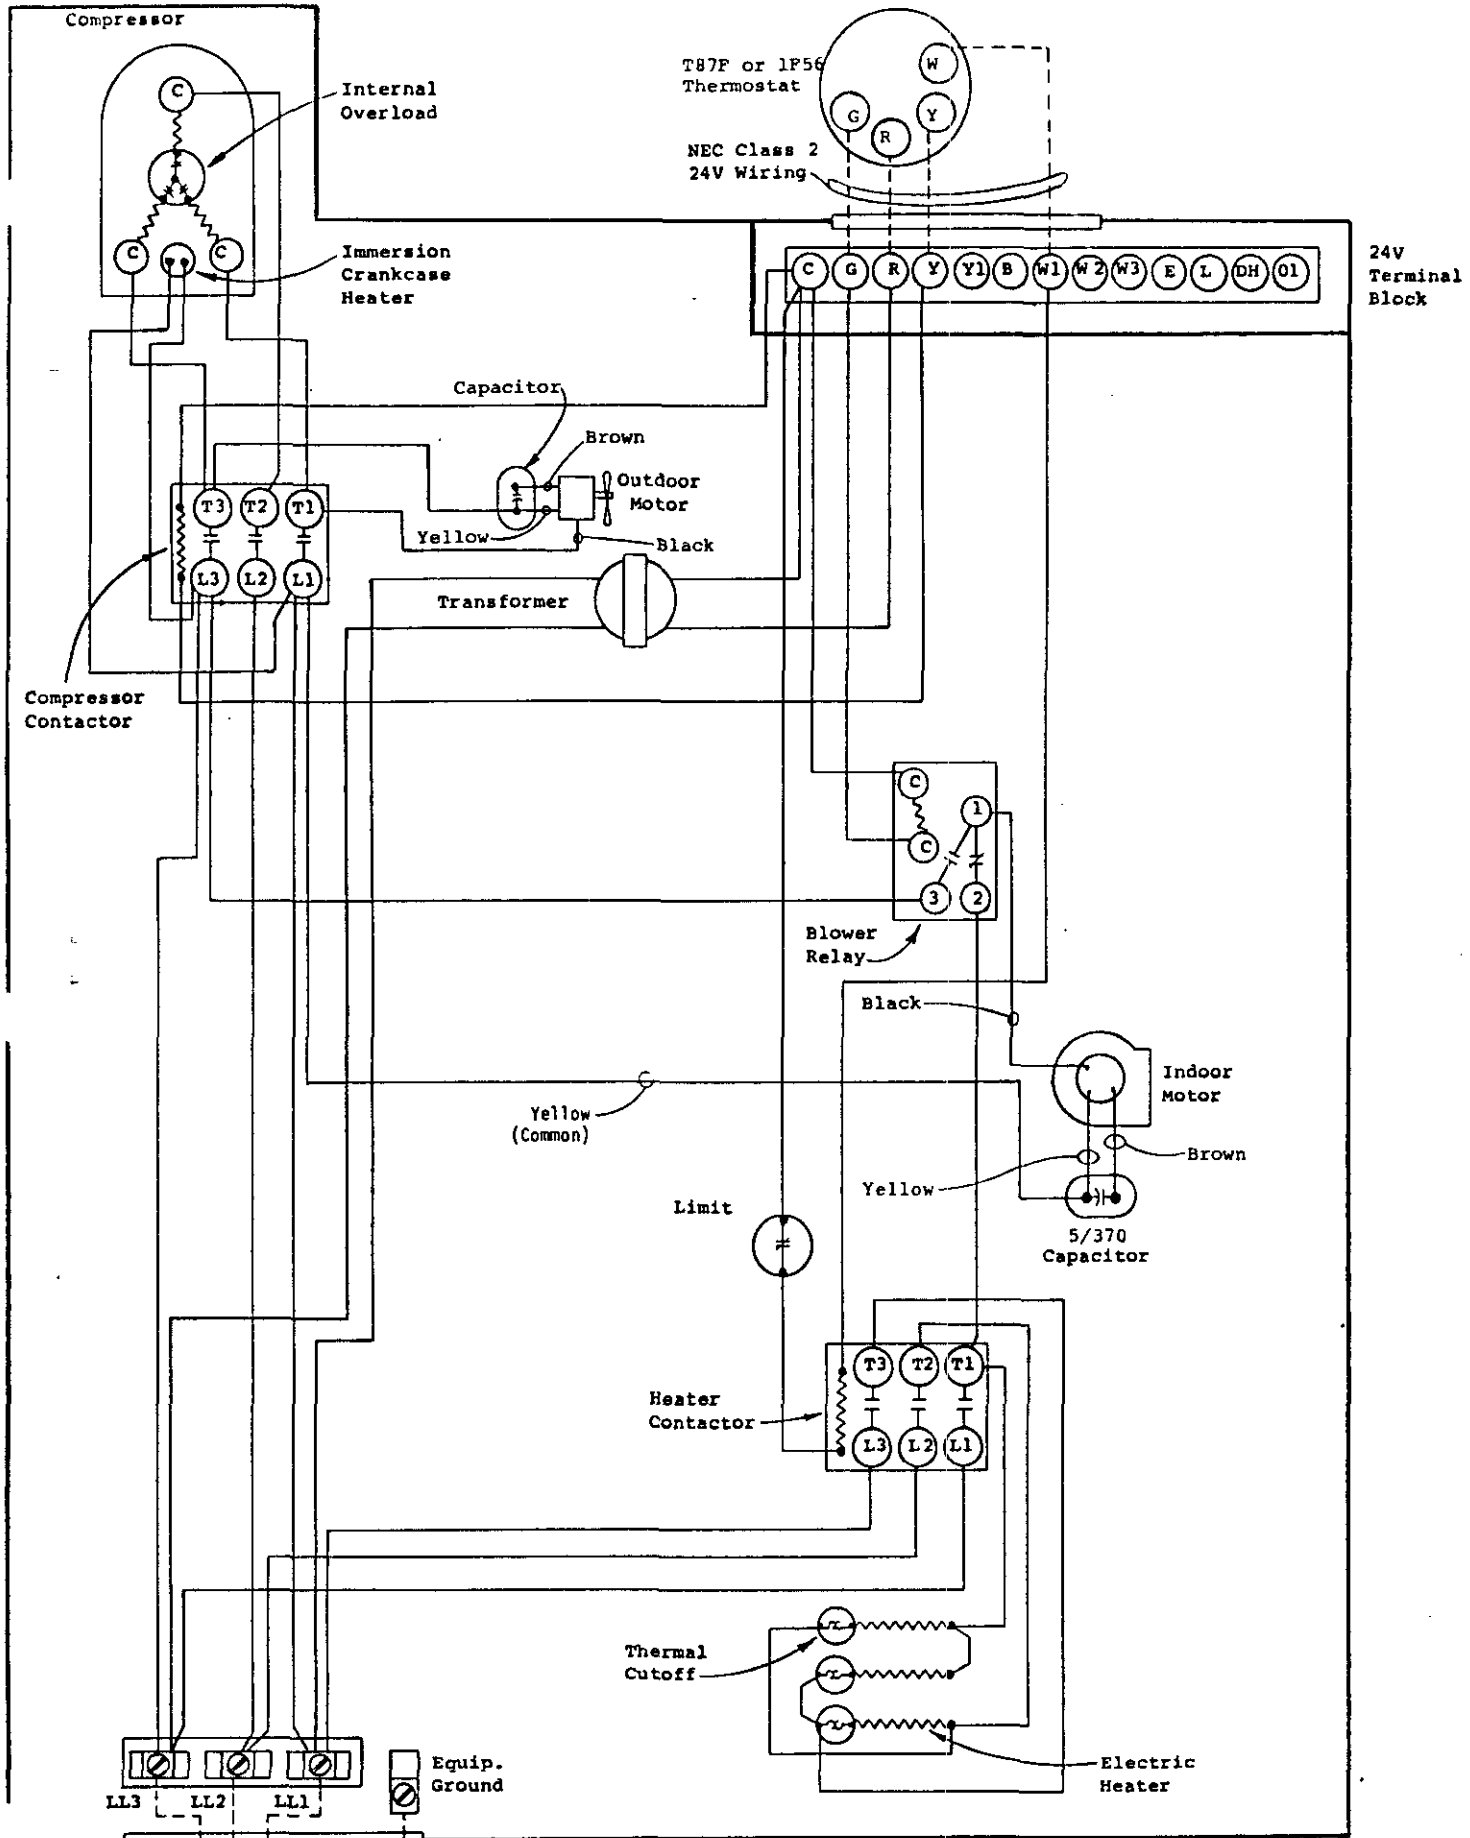 Compressor
C
Internal
Overload
C
C
Immersion
Crankcase
Heater
T87F or 1F56
Thermostat
W
G
R
Y
NEC Class 2
24V Wiring
C G R Y Y1 B W1 W2 W3 E L DH O1
24V
Terminal
Block
Capacitor
Brown
Outdoor
Motor
Yellow
Black
T3 T2 T1
L3 L2 L1
Transformer
Compressor
Contactor
C
1
C
3 2
Blower
Relay
Black
Indoor
Motor
Yellow
(Common)
Brown
Yellow
5/370
Capacitor
Limit
T3 T2 T1
Heater
Contactor
L3 L2 L1
Thermal
Cutoff
Electric
Heater
Equip.
Ground
LL3 LL2 LL1